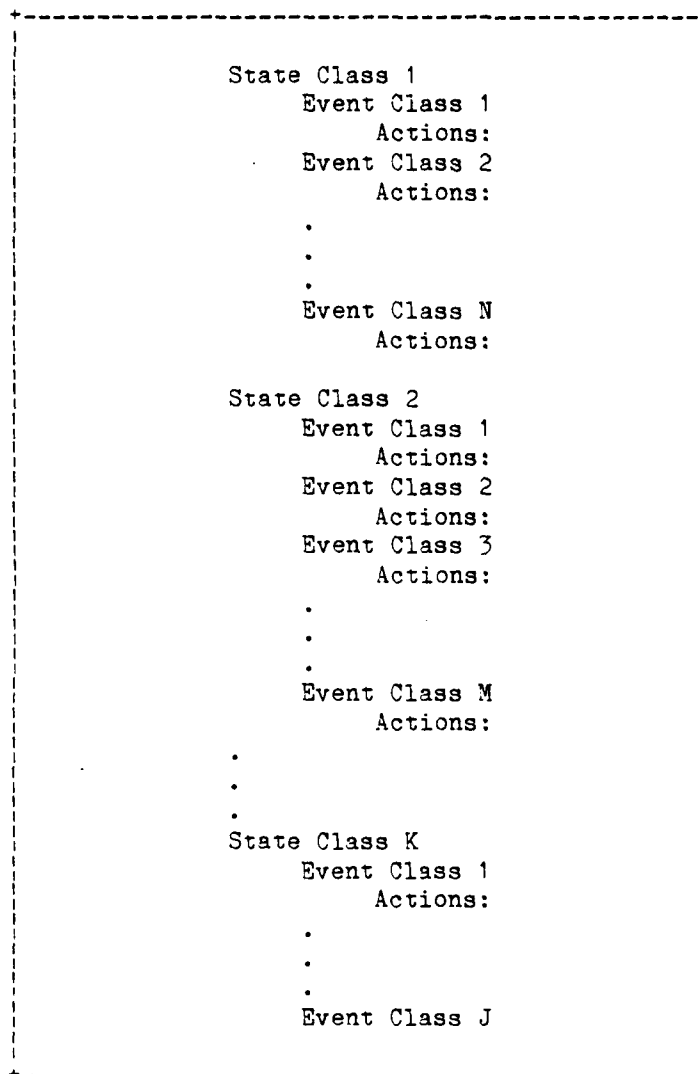 State Class 1
Event Class 1
Actions:
Event Class 2
Actions:
.
.
.
Event Class N
Actions:
State Class 2
Event Class 1
Actions:
Event Class 2
Actions:
Event Class 3
Actions:
.
.
.
Event Class M
Actions:
.
.
.
State Class K
Event Class 1
Actions:
.
.
.
Event Class J